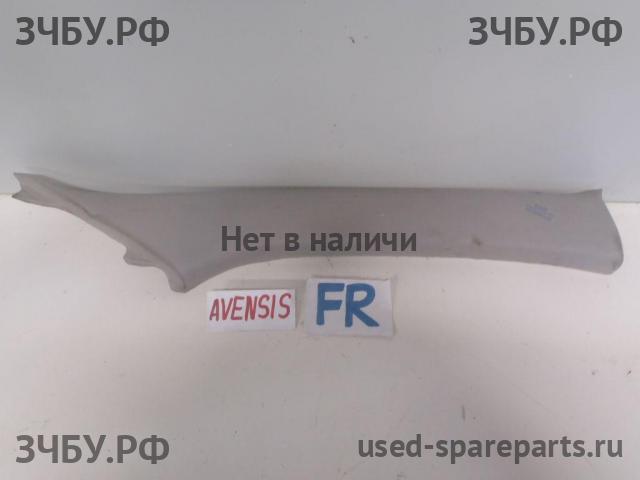 ЗЧБУ.РФ ЗЧБУ.РФ
Нет в наличи
AVENSIS FR
ЗЧБУ.РФ used-spareparts.ru